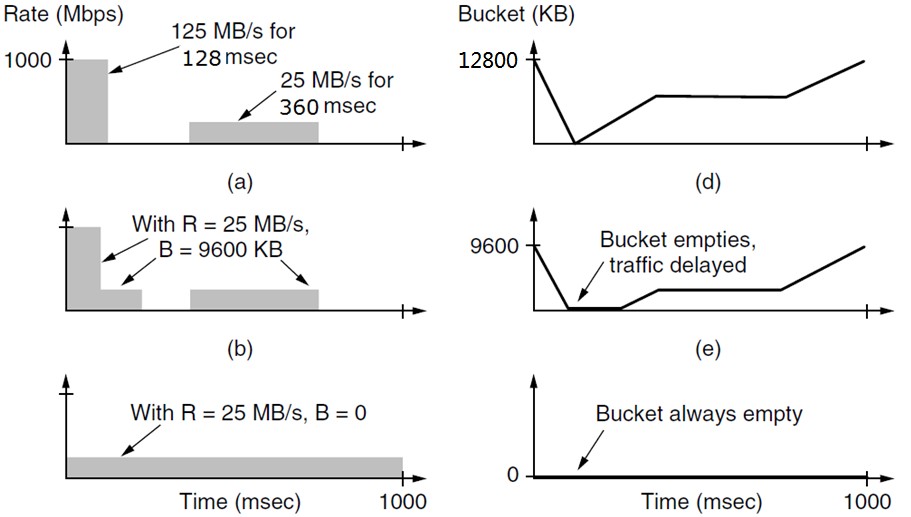 Rate (Mbps)
125 MB/s for
128 msec
1000
25 MB/s for
360 msec
(a)
Bucket (KB)
12800
(d)
With R = 25 MB/s,
B = 9600 KB
(b)
9600
Bucket empties,
traffic delayed
(e)
With R = 25 MB/s, B = 0
Time (msec)
1000
Bucket always empty
0
Time (msec)
1000